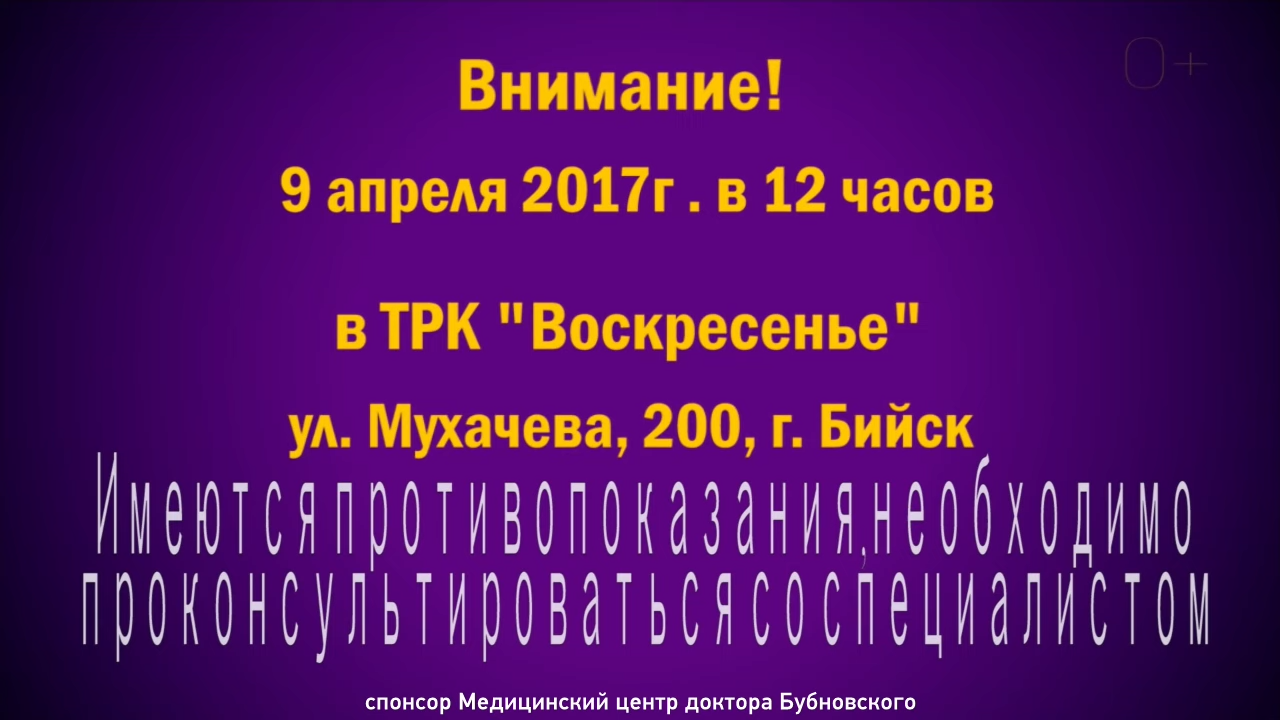 0+
Внимание!
9 апреля 2017г . в 12 часов
в ТРК "Воскресенье"
ул. Мухачева, 200, г. Бийск
Имеются противопоказания, необходимо
проконсультироваться со специалистом
спонсор Медицинский центр доктора Бубновского